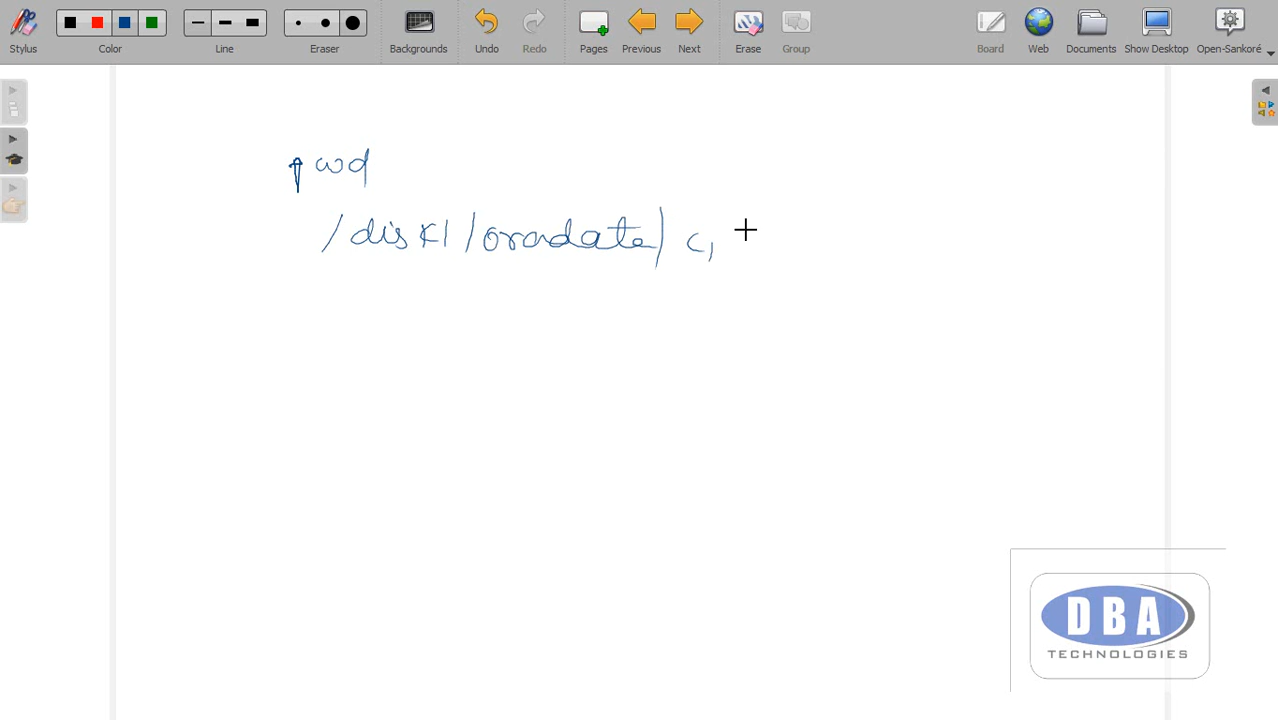 Stylus
Color
Line
Eraser
Backgrounds
Undo
Redo
Pages
Previous
Next
Erase
Group
Board
Web
Documents
Show Desktop
Open-Sankoré
pwd
/disk1/oradata/ c,
DBA
TECHNOLOGIES